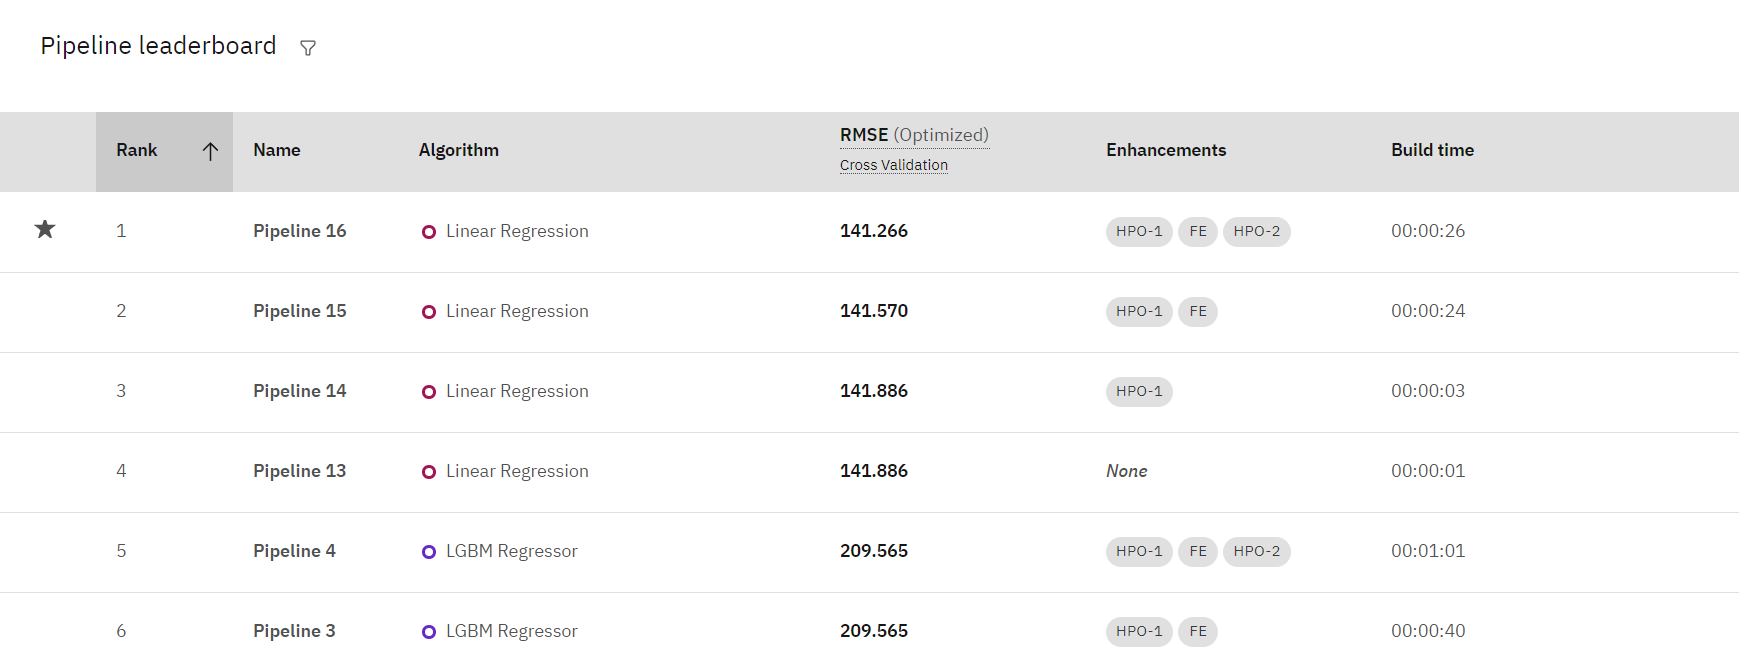 Pipeline leaderboard
Rank Name Algorithm RMSE (Optimized) Enhancements Build time
Cross Validation
1 Pipeline 16 Linear Regression 141.266 HPO-1 FE HPO-2 00:00:26
2 Pipeline 15 Linear Regression 141.570 HPO-1 FE 00:00:24
3 Pipeline 14 Linear Regression 141.886 HPO-1 00:00:03
4 Pipeline 13 Linear Regression 141.886 None 00:00:01
5 Pipeline 4 LGBM Regressor 209.565 HPO-1 FE HPO-2 00:01:01
6 Pipeline 3 LGBM Regressor 209.565 HPO-1 FE 00:00:40